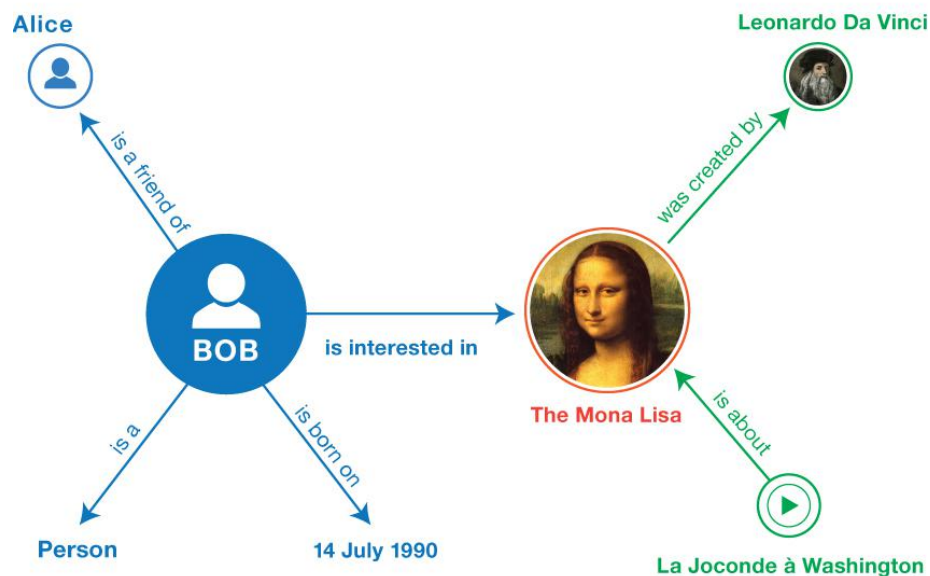 Alice
Leonardo Da Vinci
is a friend of
was created by
BOB
is interested in
The Mona Lisa
is a
is born on
is about
Person
14 July 1990
La Joconde à Washington